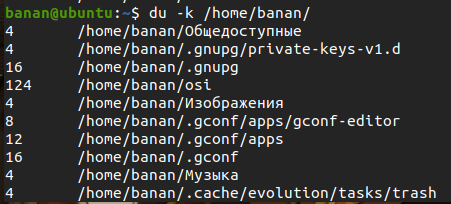 banan@ubuntu:~$ du -k /home/banan/
4 /home/banan/Общедоступные
4 /home/banan/.gnupg/private-keys-v1.d
16 /home/banan/.gnupg
124 /home/banan/osi
4 /home/banan/Изображения
8 /home/banan/.gconf/apps/gconf-editor
12 /home/banan/.gconf/apps
16 /home/banan/.gconf
4 /home/banan/Музыка
4 /home/banan/.cache/evolution/tasks/trash